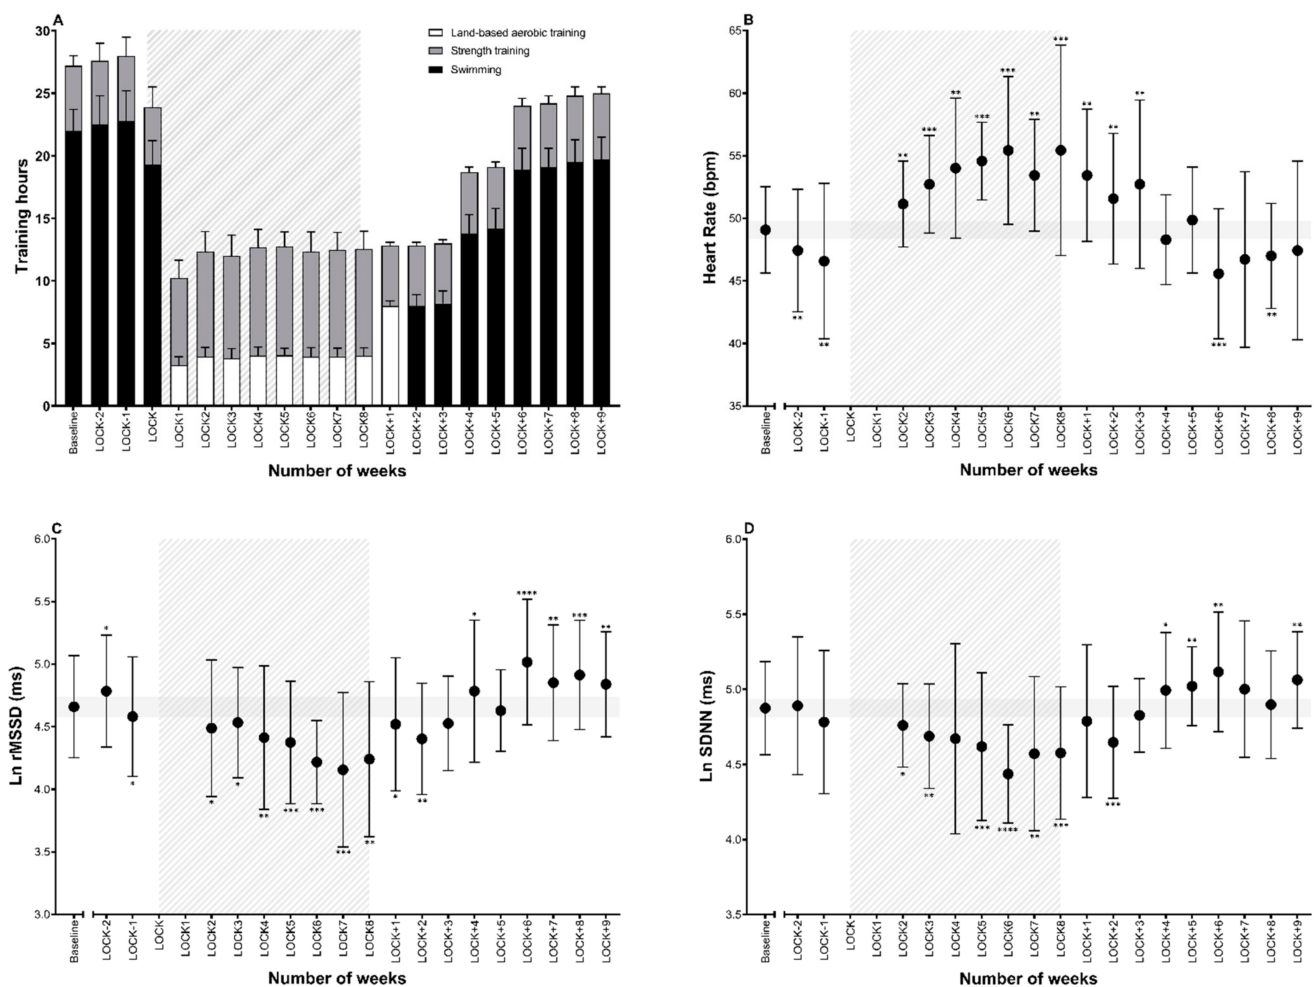 A
30
25
20
15
10
5
0
Training hours
Land-based aerobic training
Strength training
Swimming
Baseline
LOCK-2
LOCK-1
LOCK
LOCK1
LOCK2
LOCK3
LOCK4
LOCK5
LOCK6
LOCK7
LOCK8
LOCK+1
LOCK+2
LOCK+3
LOCK+4
LOCK+5
LOCK+6
LOCK+7
LOCK+8
LOCK+9
Number of weeks
B
65
60
55
50
45
40
35
Heart Rate (bpm)
** ** ** *** ** *** *** ** *** ** ** ** *** **
Baseline
LOCK-2
LOCK-1
LOCK
LOCK1
LOCK2
LOCK3
LOCK4
LOCK5
LOCK6
LOCK7
LOCK8
LOCK+1
LOCK+2
LOCK+3
LOCK+4
LOCK+5
LOCK+6
LOCK+7
LOCK+8
LOCK+9
Number of weeks
C
6.0
5.5
5.0
4.5
4.0
3.5
3.0
Ln rMSSD (ms)
* * * * ** *** *** *** ** * ** * **** ** *** **
Baseline
LOCK-2
LOCK-1
LOCK
LOCK1
LOCK2
LOCK3
LOCK4
LOCK5
LOCK6
LOCK7
LOCK8
LOCK+1
LOCK+2
LOCK+3
LOCK+4
LOCK+5
LOCK+6
LOCK+7
LOCK+8
LOCK+9
Number of weeks
D
6.0
5.5
5.0
4.5
4.0
3.5
Ln SDNN (ms)
* ** *** **** ** *** *** * ** ** **
Baseline
LOCK-2
LOCK-1
LOCK
LOCK1
LOCK2
LOCK3
LOCK4
LOCK5
LOCK6
LOCK7
LOCK8
LOCK+1
LOCK+2
LOCK+3
LOCK+4
LOCK+5
LOCK+6
LOCK+7
LOCK+8
LOCK+9
Number of weeks